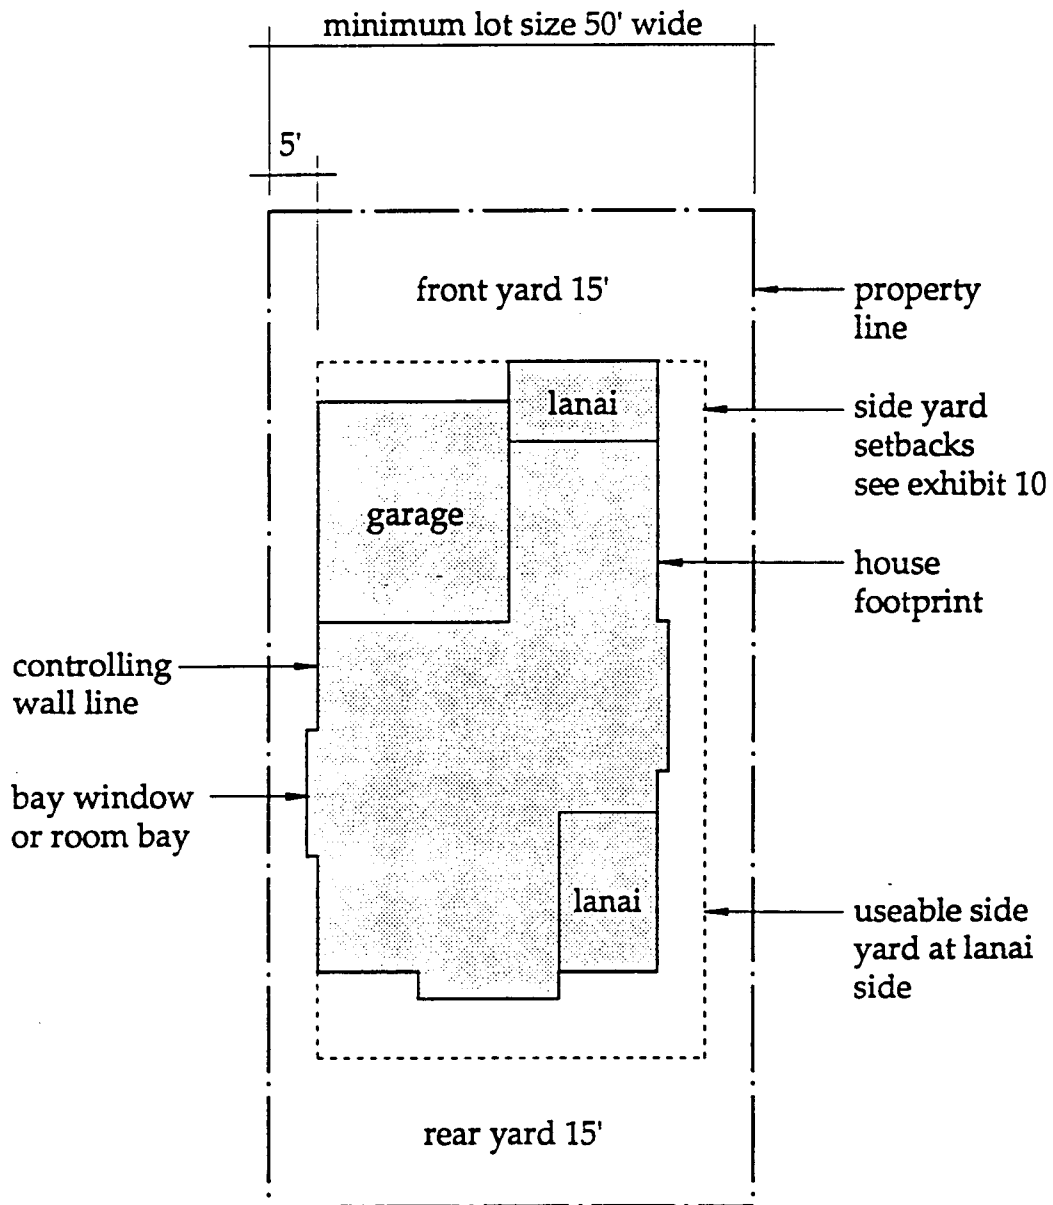 minimum lot size 50' wide
5'
front yard 15'
property
line
lanai
side yard
setbacks
see exhibit 10
garage
house
footprint
controlling
wall line
bay window
or room bay
lanai
useable side
yard at lanai
side
rear yard 15'